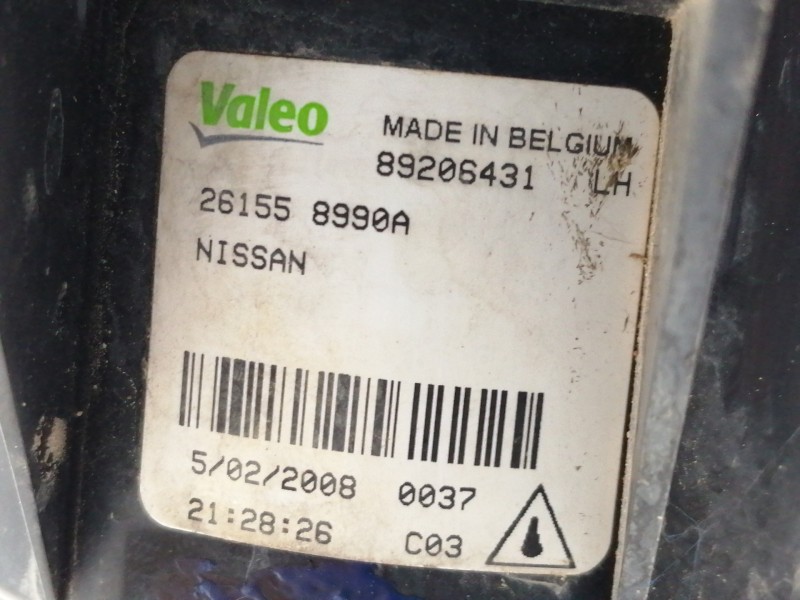 Valeo
MADE IN BELGIUM
89206431 LH
26155 8990A
NISSAN
5/02/2008 0037
21:28:26 C03